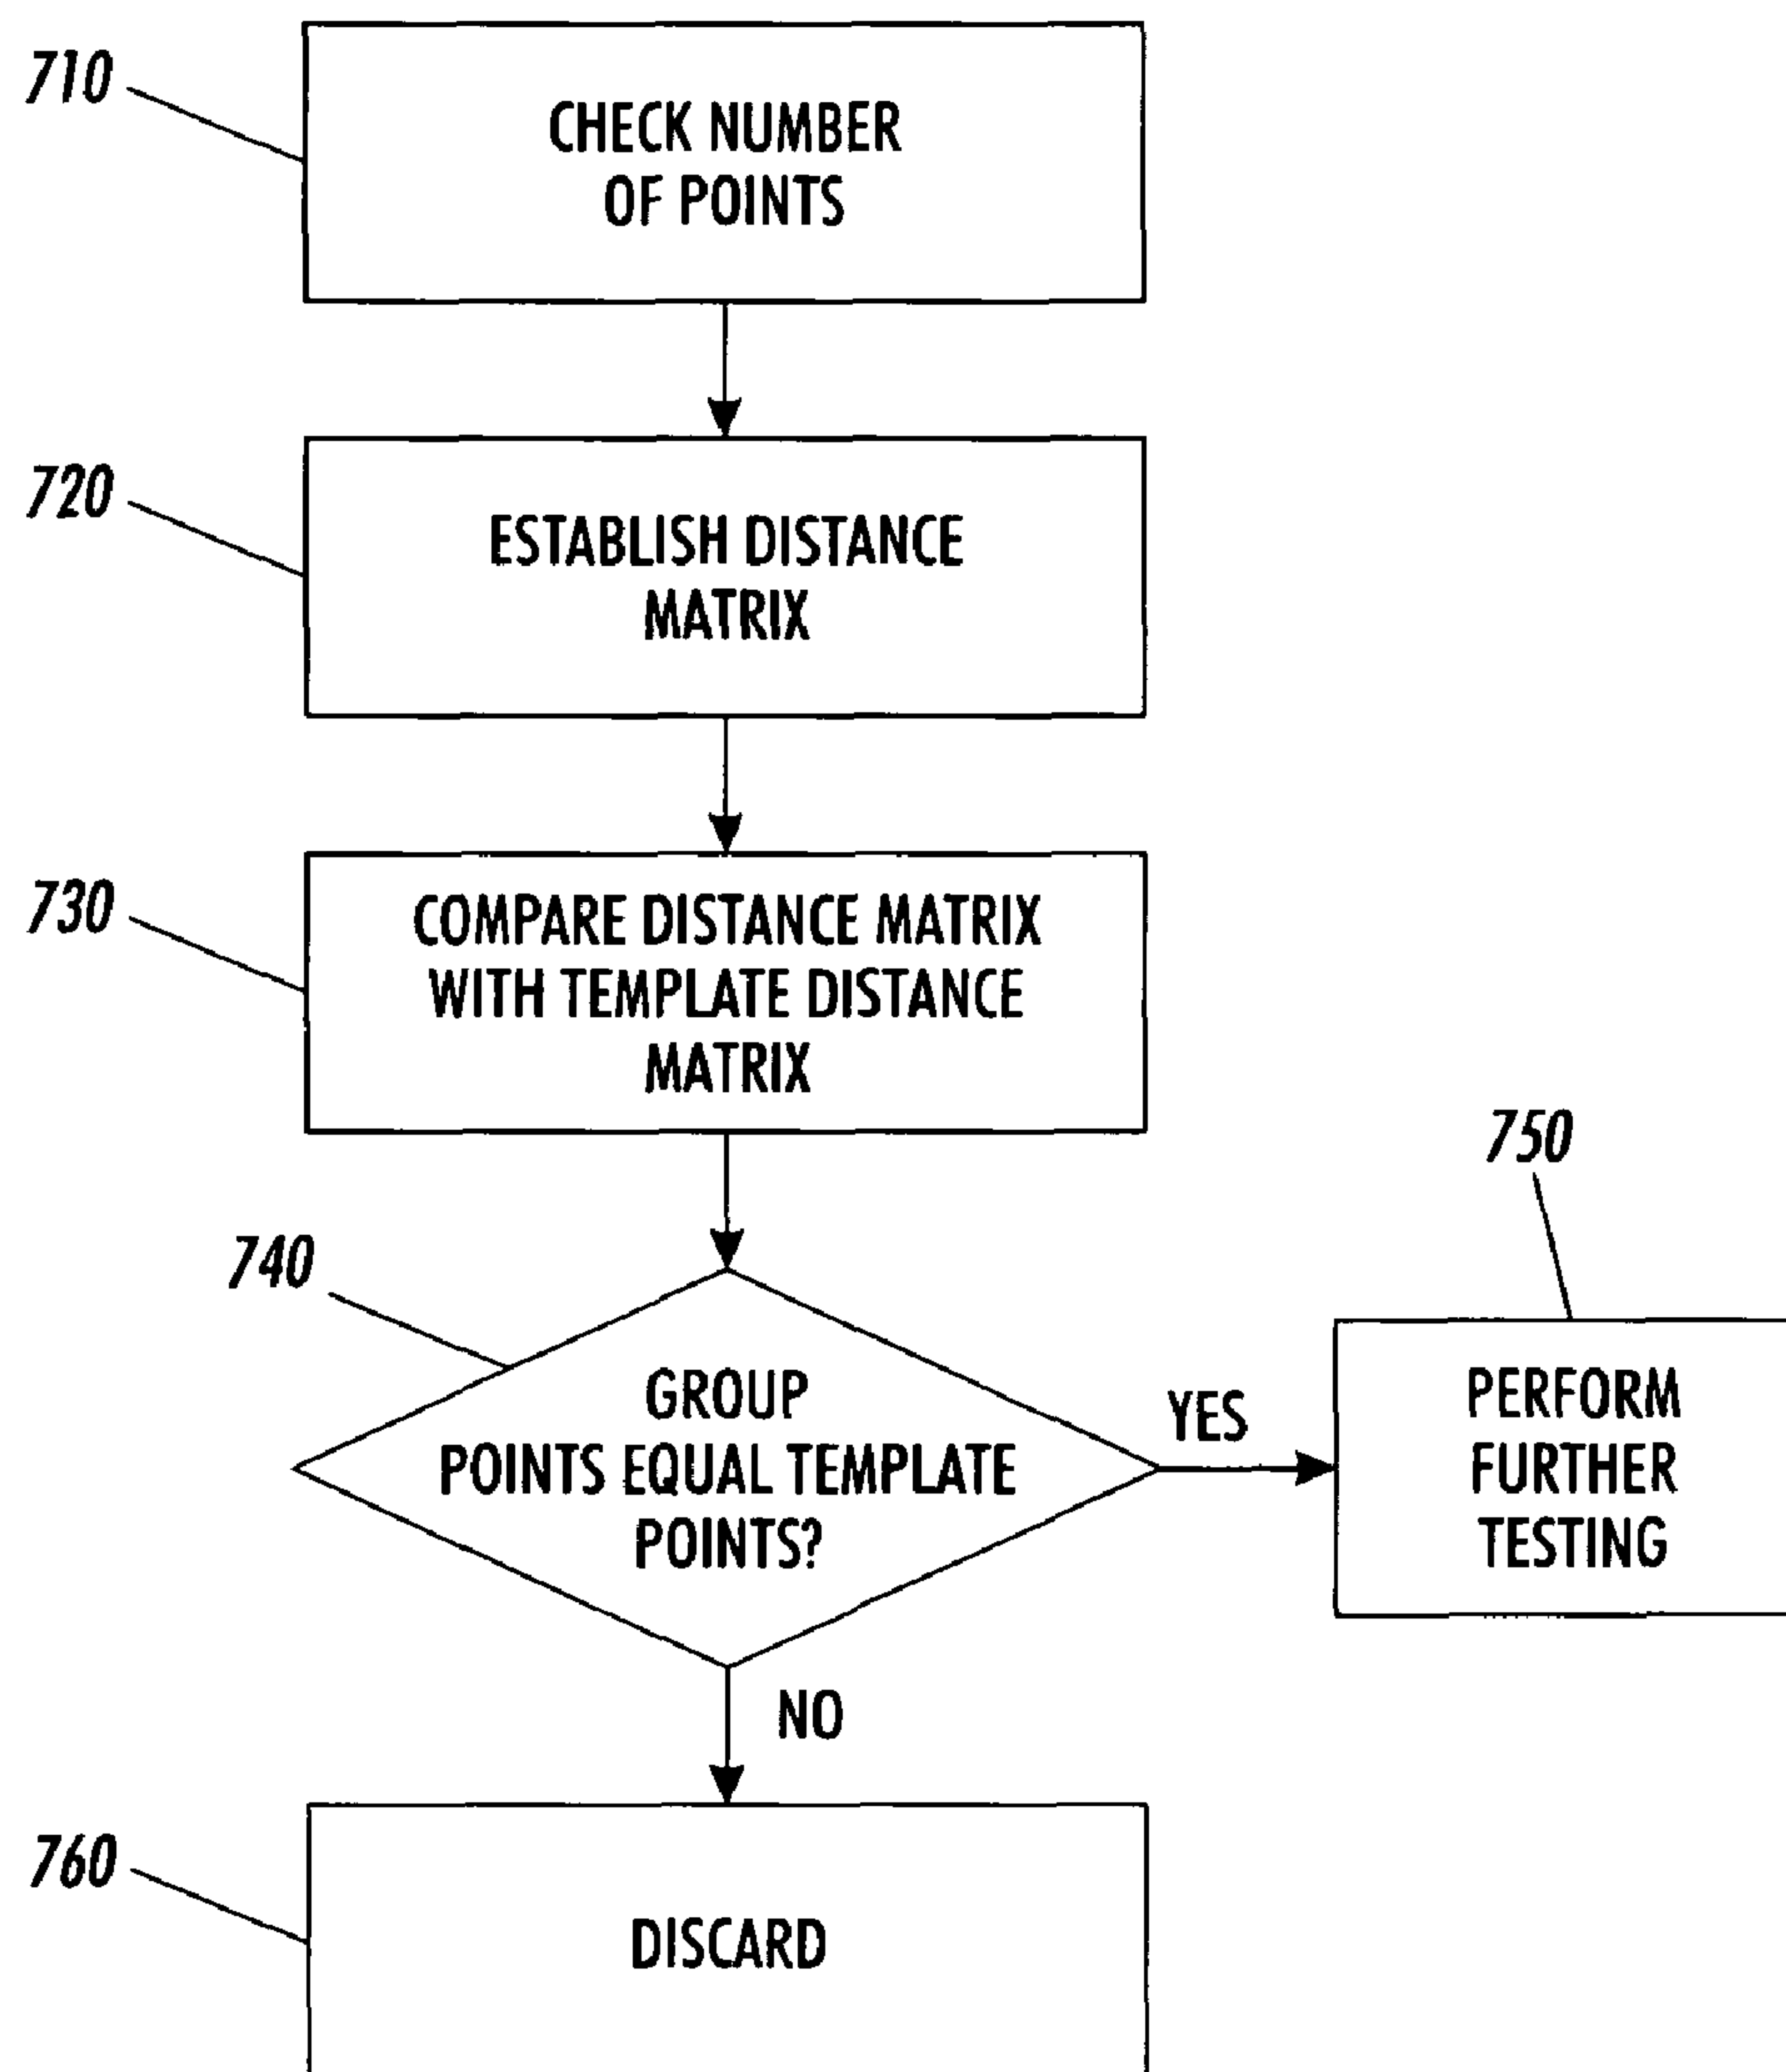 710
CHECK NUMBER
OF POINTS
720
ESTABLISH DISTANCE
MATRIX
730
COMPARE DISTANCE MATRIX
WITH TEMPLATE DISTANCE
MATRIX
740
GROUP
POINTS EQUAL TEMPLATE
POINTS?
YES
750
PERFORM
FURTHER
TESTING
NO
760
DISCARD